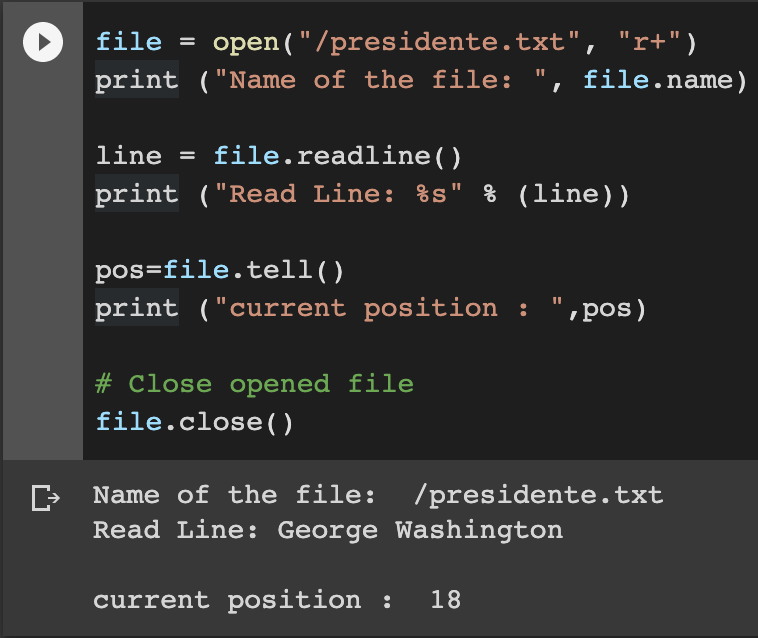 file = open("/presidente.txt", "r+")
print ("Name of the file: ", file.name)
line = file.readline()
print ("Read Line: %s" % (line))
pos=file.tell()
print ("current position : ",pos)
# Close opened file
file.close()
Name of the file:  /presidente.txt
Read Line: George Washington
current position :  18